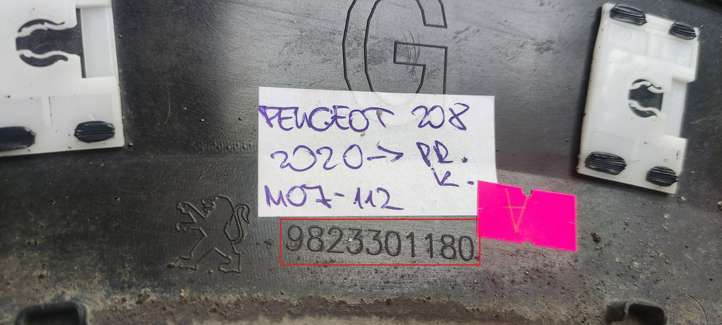 G
PEUGEOT 208
2020-> PR.
K.
M07-112
A
9823301180